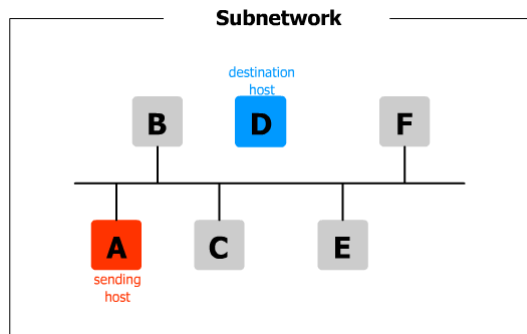 Subnetwork
destination
host
B
D
F
A
C
E
sending
host